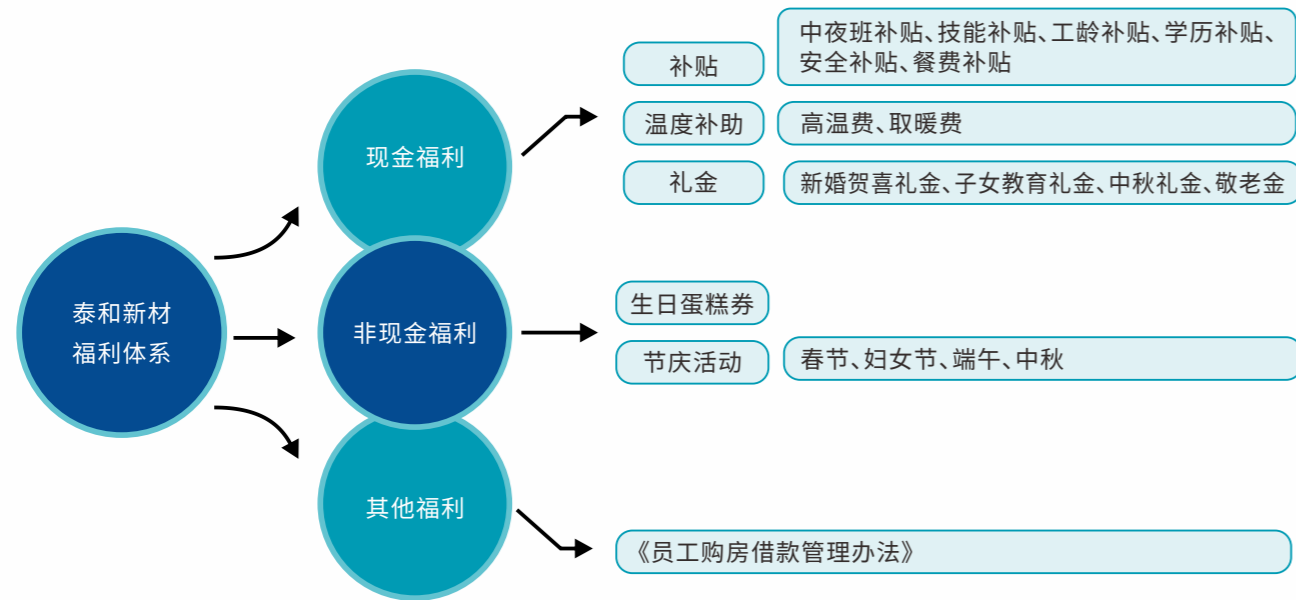 泰和新材
福利体系
现金福利
补贴
中夜班补贴、技能补贴、工龄补贴、学历补贴、
安全补贴、餐费补贴
温度补助
高温费、取暖费
礼金
新婚贺喜礼金、子女教育礼金、中秋礼金、敬老金
非现金福利
生日蛋糕券
节庆活动
春节、妇女节、端午、中秋
其他福利
《员工购房借款管理办法》